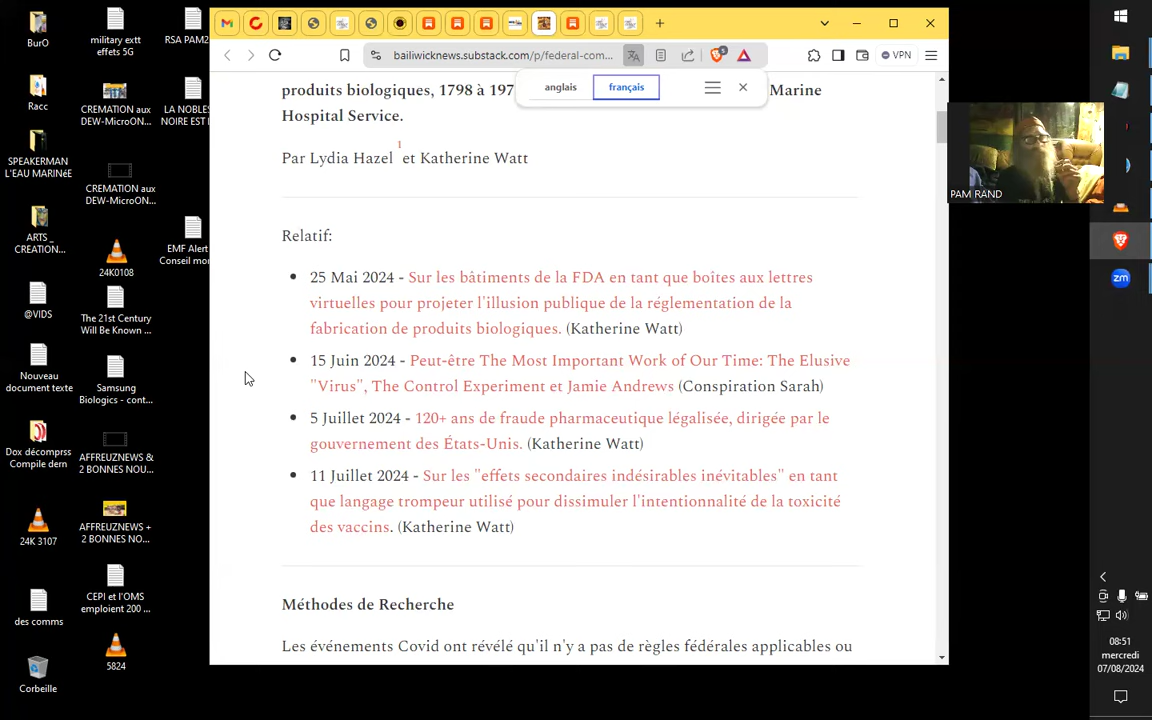 BurO
military extt
effets 5G
RSA PAM2
Racc
CREMATION aux
DEW-MicroON...
LA NOBLES
NOIRE EST I
SPEAKERMAN
L'EAU MARINéE
CREMATION aux
DEW-MicroON...
ARTS _
CREATION...
24K0108
EMF Alert
Conseil mor
@VIDS
The 21st Century
Will Be Known ...
Nouveau
document texte
Samsung
Biologics - cont...
Dox décomprss
Compile dern
AFFREUZNEWS &
2 BONNES NOU...
24K 3107
AFFREUZNEWS +
2 BONNES NO...
des comms
CEPI et l'OMS
emploient 200 ...
Corbeille
5824
bailiwicknews.substack.com/p/federal-com...
VPN
anglais
français
produits biologiques, 1798 à 197
Marine
Hospital Service.
Par Lydia Hazel 1 et Katherine Watt
Relatif:
• 25 Mai 2024 - Sur les bâtiments de la FDA en tant que boîtes aux lettres
virtuelles pour projeter l'illusion publique de la réglementation de la
fabrication de produits biologiques. (Katherine Watt)
• 15 Juin 2024 - Peut-être The Most Important Work of Our Time: The Elusive
"Virus", The Control Experiment et Jamie Andrews (Conspiration Sarah)
• 5 Juillet 2024 - 120+ ans de fraude pharmaceutique légalisée, dirigée par le
gouvernement des États-Unis. (Katherine Watt)
• 11 Juillet 2024 - Sur les "effets secondaires indésirables inévitables" en tant
que langage trompeur utilisé pour dissimuler l'intentionnalité de la toxicité
des vaccins. (Katherine Watt)
Méthodes de Recherche
Les événements Covid ont révélé qu'il n'y a pas de règles fédérales applicables ou
PAM RAND
zm
08:51
mercredi
07/08/2024